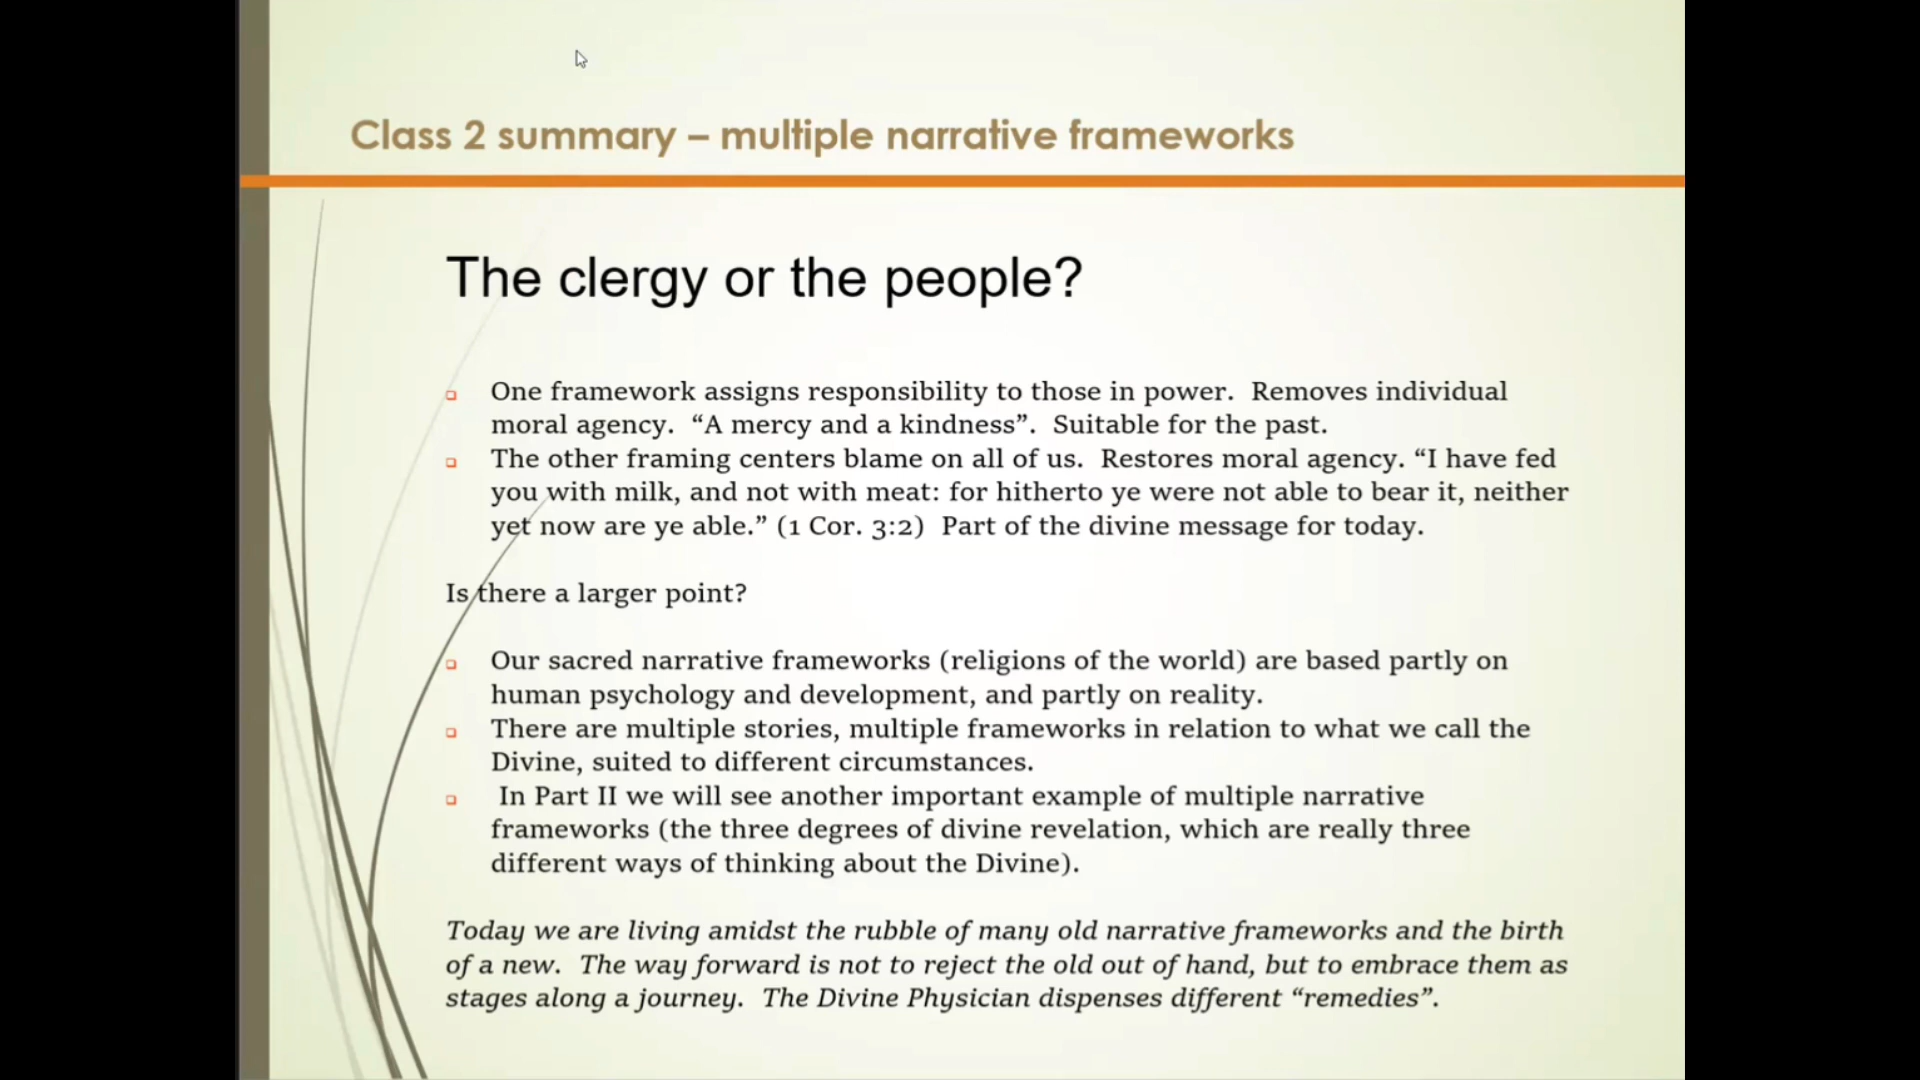 Class 2 summary – multiple narrative frameworks
The clergy or the people?
One framework assigns responsibility to those in power.  Removes individual
moral agency.  “A mercy and a kindness”.  Suitable for the past.
The other framing centers blame on all of us.  Restores moral agency. “I have fed
you with milk, and not with meat: for hitherto ye were not able to bear it, neither
yet now are ye able.” (1 Cor. 3:2)  Part of the divine message for today.
Is there a larger point?
Our sacred narrative frameworks (religions of the world) are based partly on
human psychology and development, and partly on reality.
There are multiple stories, multiple frameworks in relation to what we call the
Divine, suited to different circumstances.
In Part II we will see another important example of multiple narrative
frameworks (the three degrees of divine revelation, which are really three
different ways of thinking about the Divine).
Today we are living amidst the rubble of many old narrative frameworks and the birth
of a new.  The way forward is not to reject the old out of hand, but to embrace them as
stages along a journey.  The Divine Physician dispenses different “remedies”.